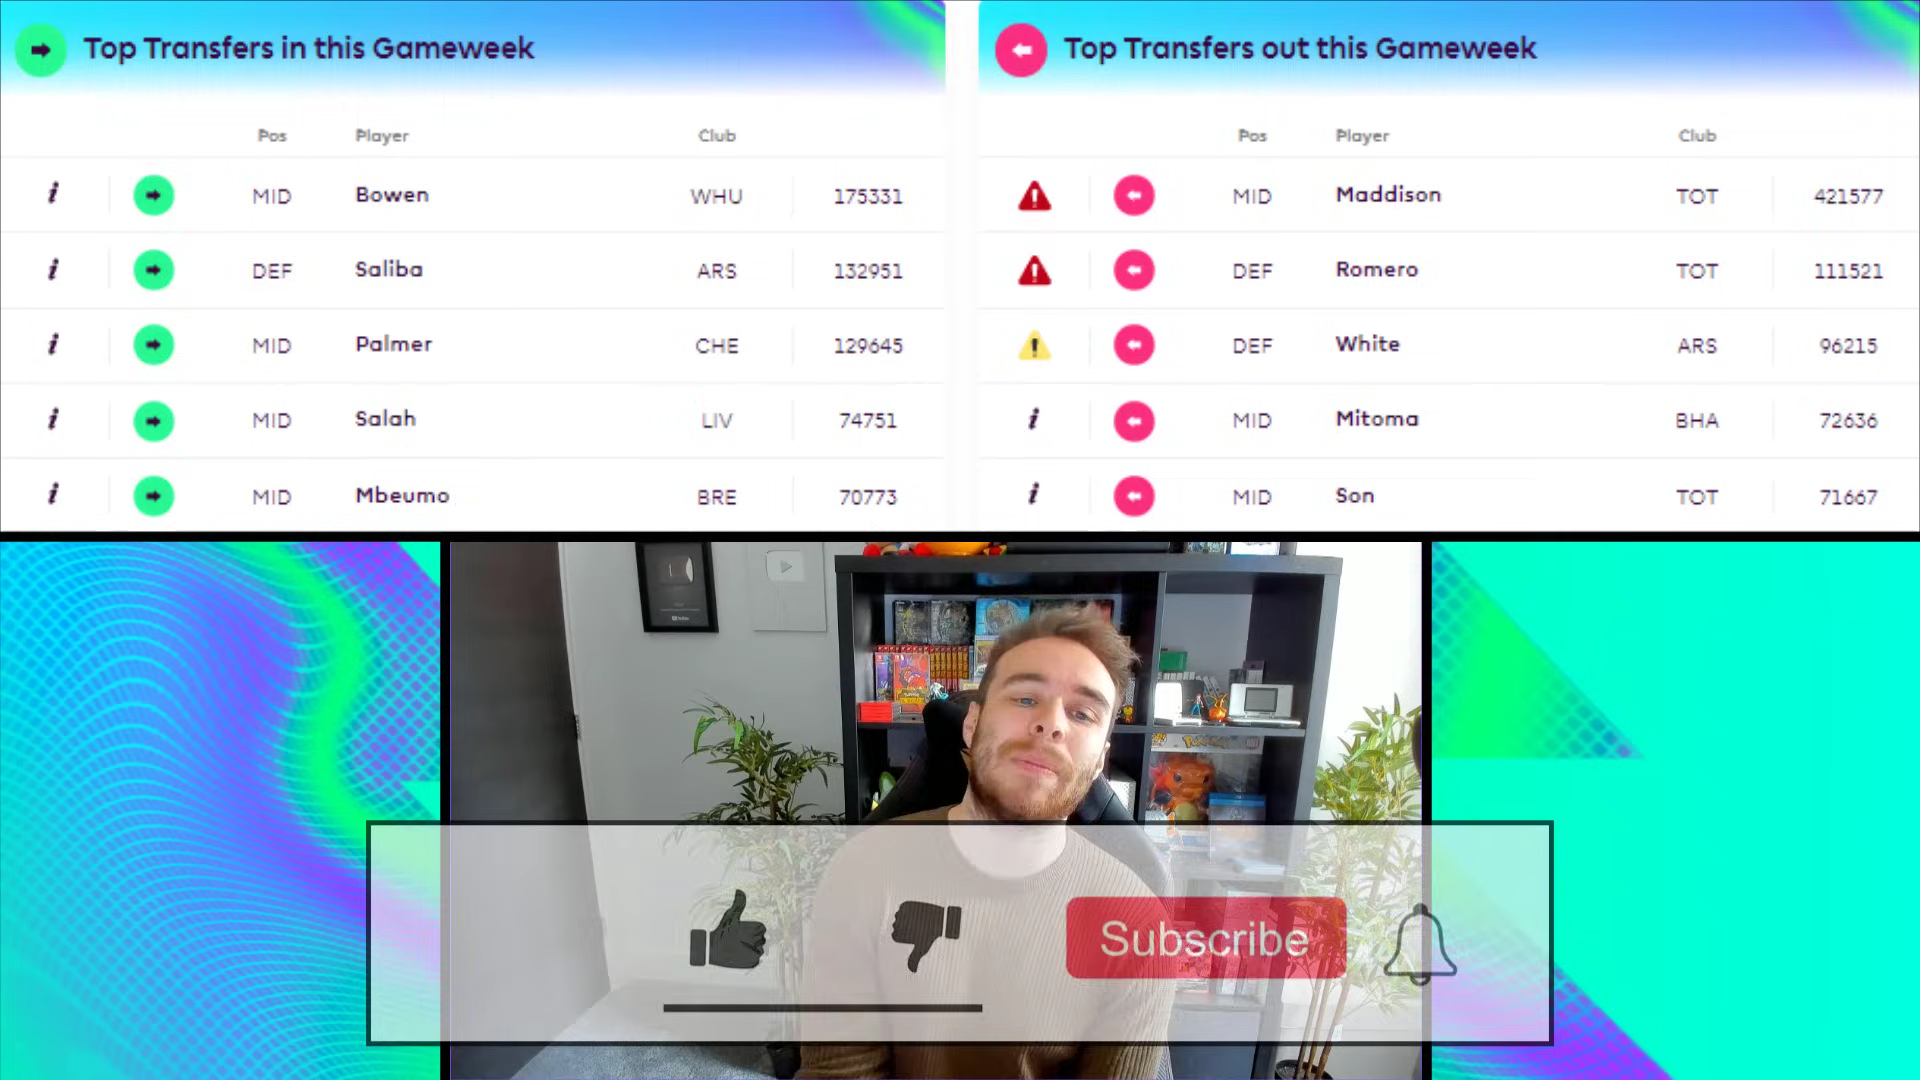 Top Transfers in this Gameweek
Pos Player Club
i MID Bowen WHU 175331
i DEF Saliba ARS 132951
i MID Palmer CHE 129645
i MID Salah LIV 74751
i MID Mbeumo BRE 70773
Top Transfers out this Gameweek
Pos Player Club
! MID Maddison TOT 421577
! DEF Romero TOT 111521
! DEF White ARS 96215
i MID Mitoma BHA 72636
i MID Son TOT 71667
Subscribe